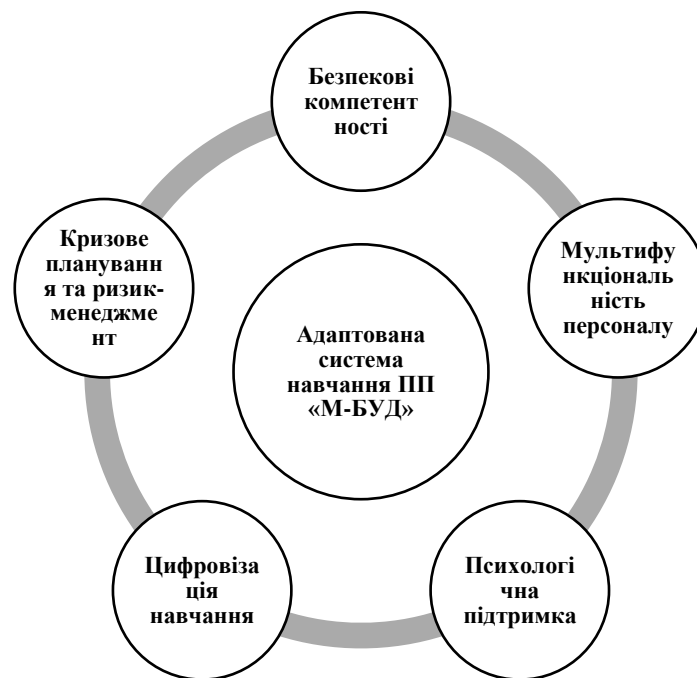 Безпекові
компетент
ності
Мультифу
нкціональ
ність
персоналу
Психологі
чна
підтримка
Цифровіза
ція
навчання
Кризове
плануванн
я та ризик-
менеджме
нт
Адаптована
система
навчання ПП
«М-БУД»